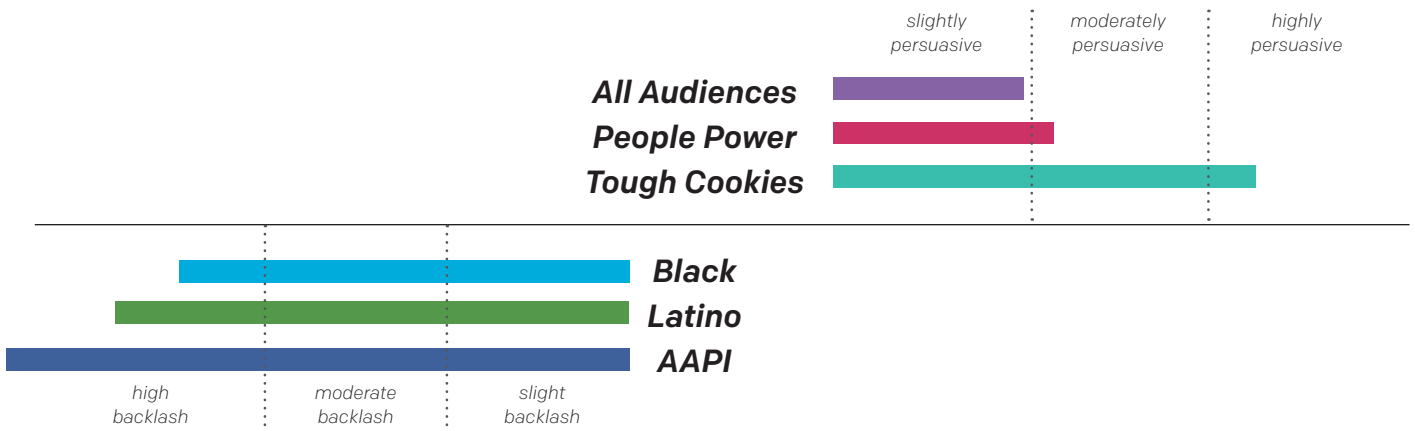 slightly
persuasive
moderately
persuasive
highly
persuasive
All Audiences
People Power
Tough Cookies
Black
Latino
AAPI
high
backlash
moderate
backlash
slight
backlash